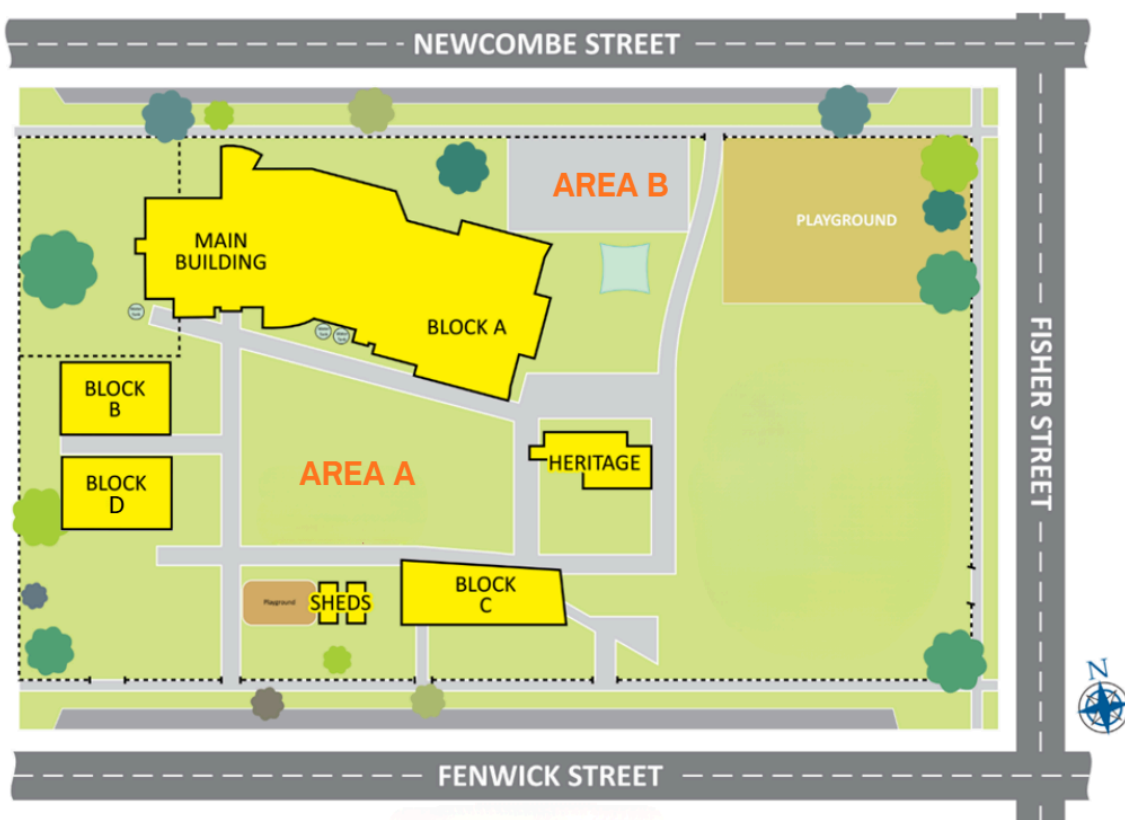 NEWCOMBE STREET
AREA B
PLAYGROUND
MAIN
BUILDING
BLOCK A
FISHER STREET
BLOCK
B
HERITAGE
AREA A
BLOCK
D
BLOCK
C
Playground
SHEDS
N
FENWICK STREET